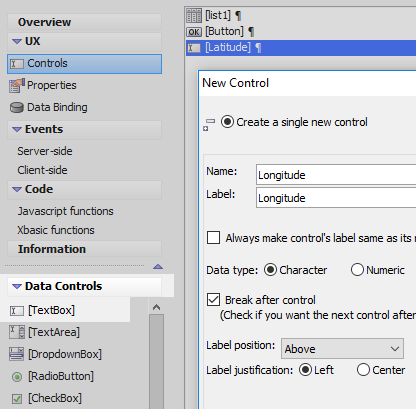 Overview
UX
Controls
Properties
Data Binding
Events
Server-side
Client-side
Code
Javascript functions
Xbasic functions
Information
Data Controls
[TextBox]
[TextArea]
[DropdownBox]
[RadioButton]
[CheckBox]
[list1] ¶
OK [Button] ¶
[Latitude] ¶
New Control
Create a single new control
Name: Longitude
Label: Longitude
Always make control's label same as its
Data type: Character Numeric
Break after control
(Check if you want the next control after
Label position: Above
Label justification: Left Center